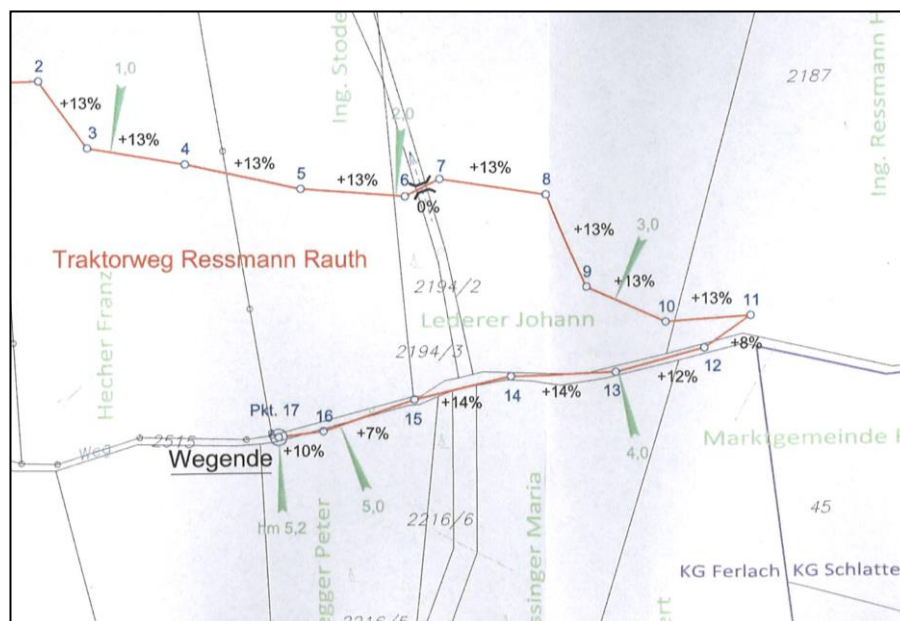 2
1,0
+13%
3
+13%
4
+13%
5
+13%
6
7
+13%
8
0%
2,0
Ing. Stode
2187
Ing. Ressmann H
+13%
9
3,0
+13%
10
+13%
11
Traktorweg Ressmann Rauth
2194/2
Lederer Johann
2194/3
Hecher Franz
+8%
12
+12%
13
+14%
14
+14%
15
+7%
16
Pkt. 17
+10%
Wegende
Weg
2515
hm 5,2
5,0
4,0
Marktgemeinde
2216/6
45
egger Peter
ssinger Maria
KG Ferlach
KG Schlatte
ert
2216/5